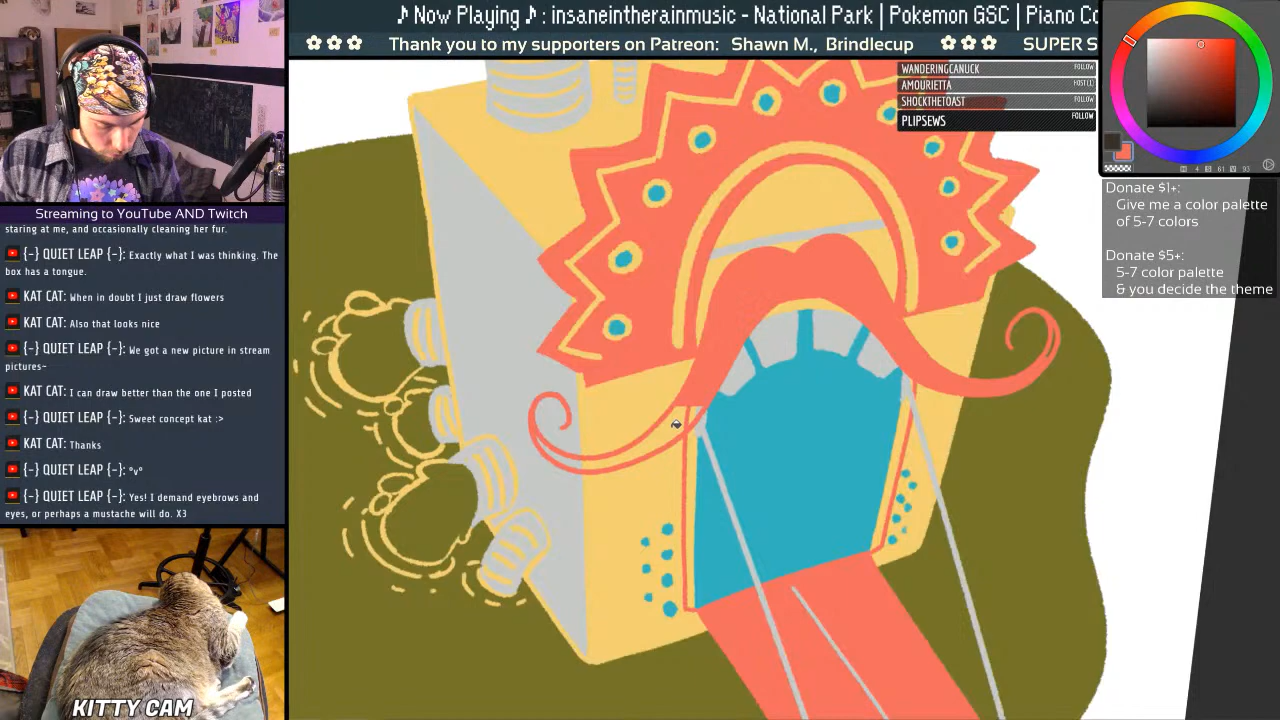 ♪ Now Playing ♪ : insaneintherainmusic - National Park | Pokemon GSC | Piano Co
✿ ✿ ✿ Thank you to my supporters on Patreon: Shawn M., Brindlecup ✿ ✿ ✿ SUPER S
WANDERINGCANUCK FOLLOW
AMOURIETTA
SHOCKTHETOAST FOLLOW
PLIPSEWS FOLLOW
Donate $1+:
Give me a color palette
of 5-7 colors
Donate $5+:
5-7 color palette
& you decide the theme
Streaming to YouTube AND Twitch
staring at me, and occasionally cleaning her fur.
{-} QUIET LEAP {-}: Exactly what I was thinking. The
box has a tongue.
KAT CAT: When in doubt I just draw flowers
KAT CAT: Also that looks nice
{-} QUIET LEAP {-}: We got a new picture in stream
pictures~
KAT CAT: I can draw better than the one I posted
{-} QUIET LEAP {-}: Sweet concept kat :>
KAT CAT: Thanks
{-} QUIET LEAP {-}: °v°
{-} QUIET LEAP {-}: Yes! I demand eyebrows and
eyes, or perhaps a mustache will do. X3
KITTY CAM